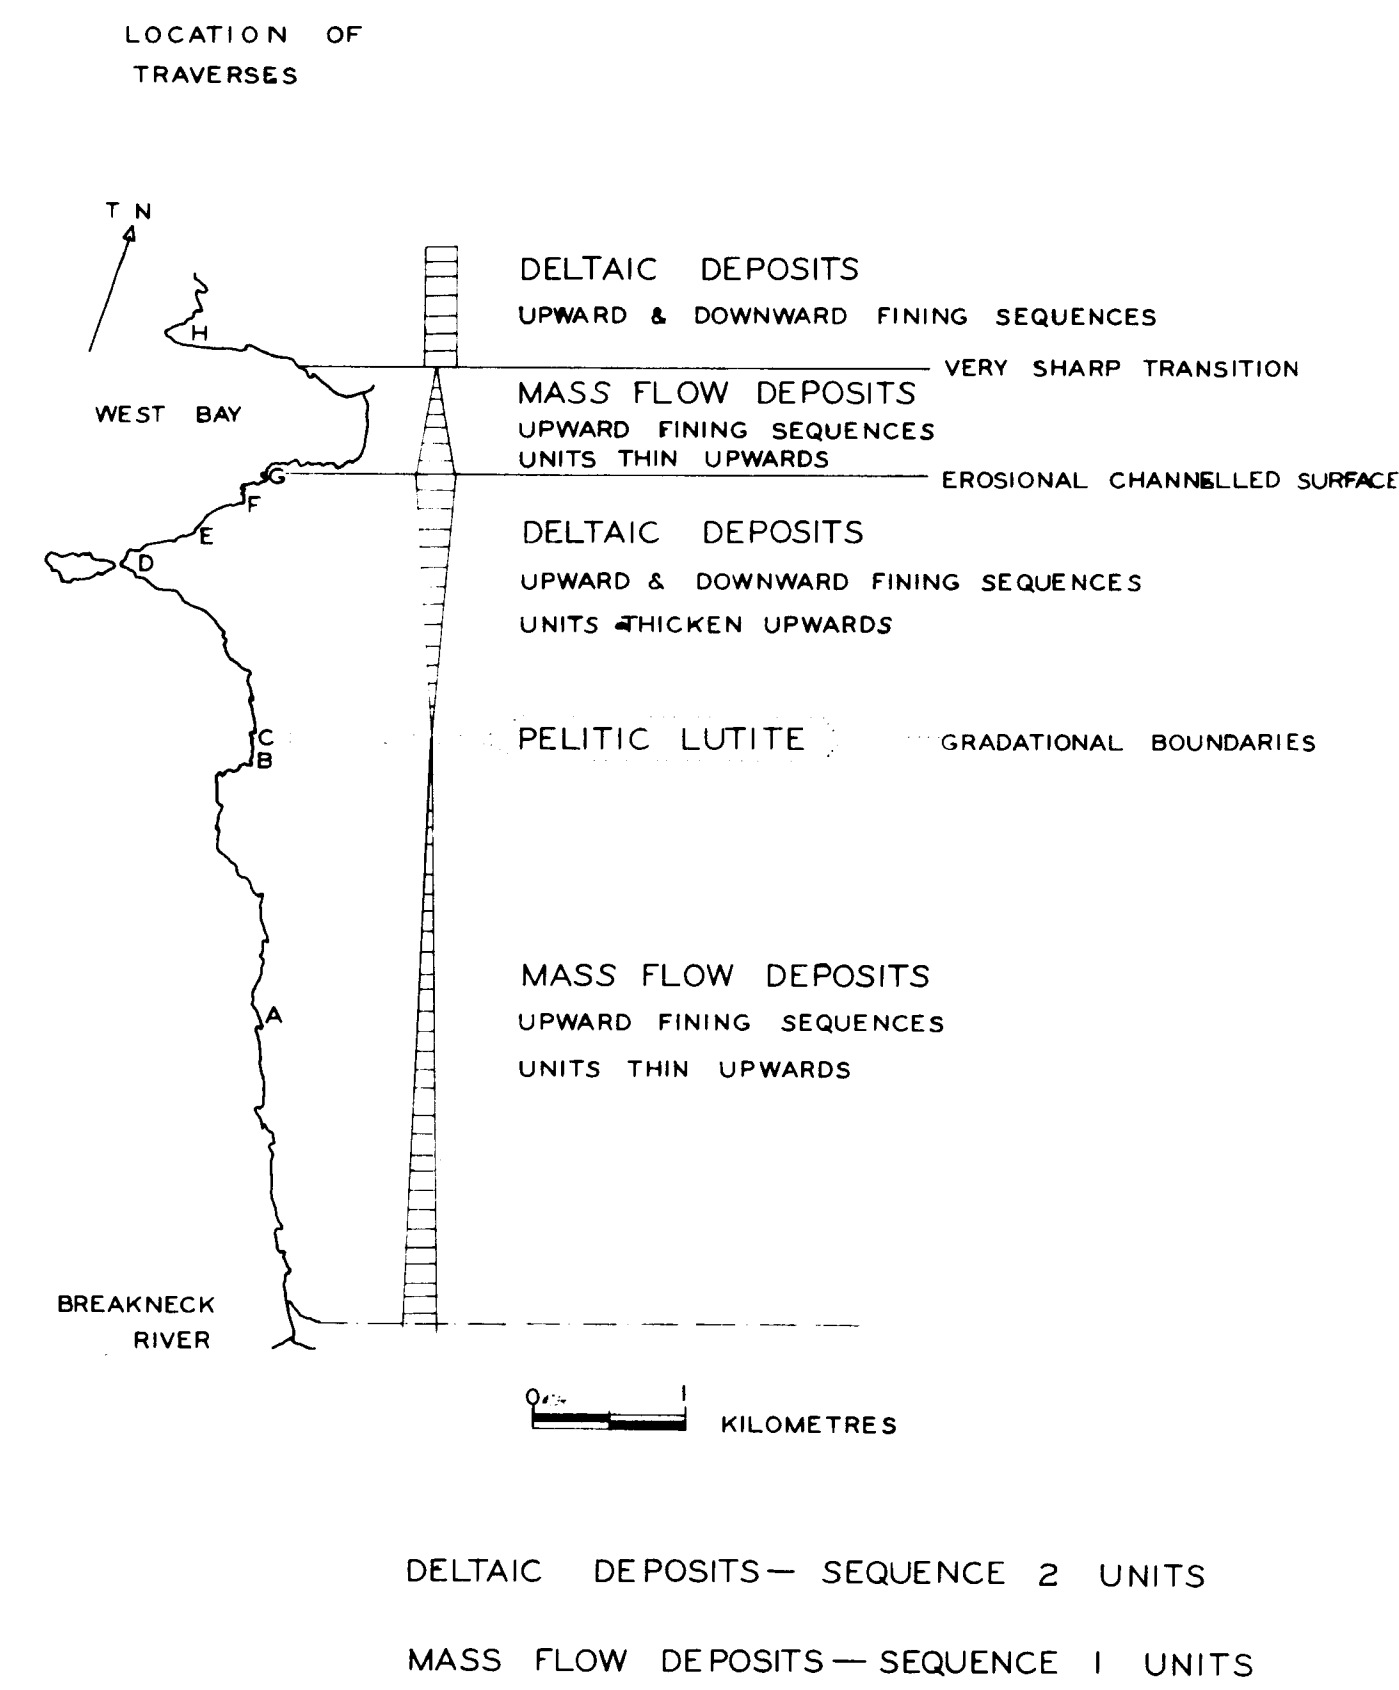 LOCATION OF
TRAVERSES
T N
DELTAIC DEPOSITS
UPWARD & DOWNWARD FINING SEQUENCES
H
VERY SHARP TRANSITION
MASS FLOW DEPOSITS
WEST BAY
UPWARD FINING SEQUENCES
UNITS THIN UPWARDS
G
EROSIONAL CHANNELLED SURFACE
F
E
DELTAIC DEPOSITS
D
UPWARD & DOWNWARD FINING SEQUENCES
UNITS THICKEN UPWARDS
C
PELITIC LUTITE
GRADATIONAL BOUNDARIES
B
MASS FLOW DEPOSITS
A
UPWARD FINING SEQUENCES
UNITS THIN UPWARDS
BREAKNECK
RIVER
0 1
KILOMETRES
DELTAIC DEPOSITS— SEQUENCE 2 UNITS
MASS FLOW DEPOSITS— SEQUENCE 1 UNITS